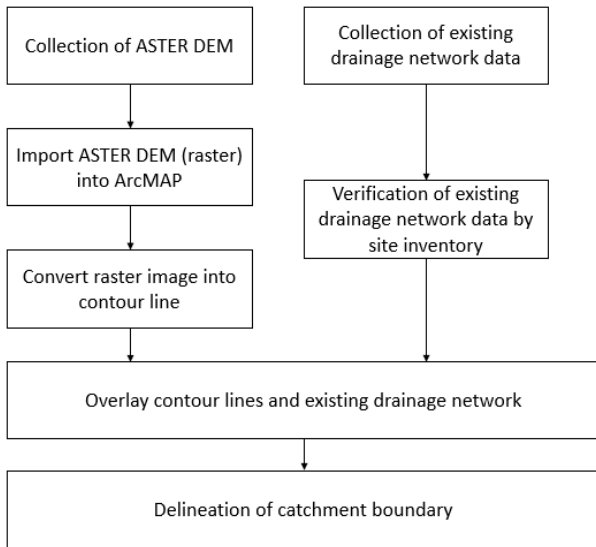 Collection of ASTER DEM
Collection of existing
drainage network data
Import ASTER DEM (raster)
into ArcMAP
Verification of existing
drainage network data by
site inventory
Convert raster image into
contour line
Overlay contour lines and existing drainage network
Delineation of catchment boundary